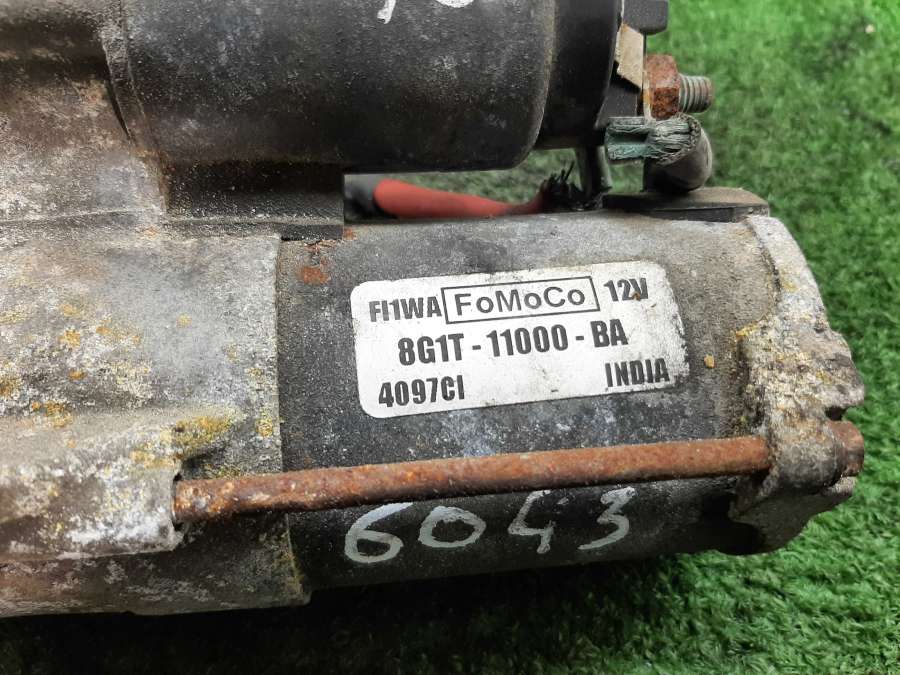 FI1WA FoMoCo 12V
8G1T - 11000 - BA
4097CI INDIA
6043